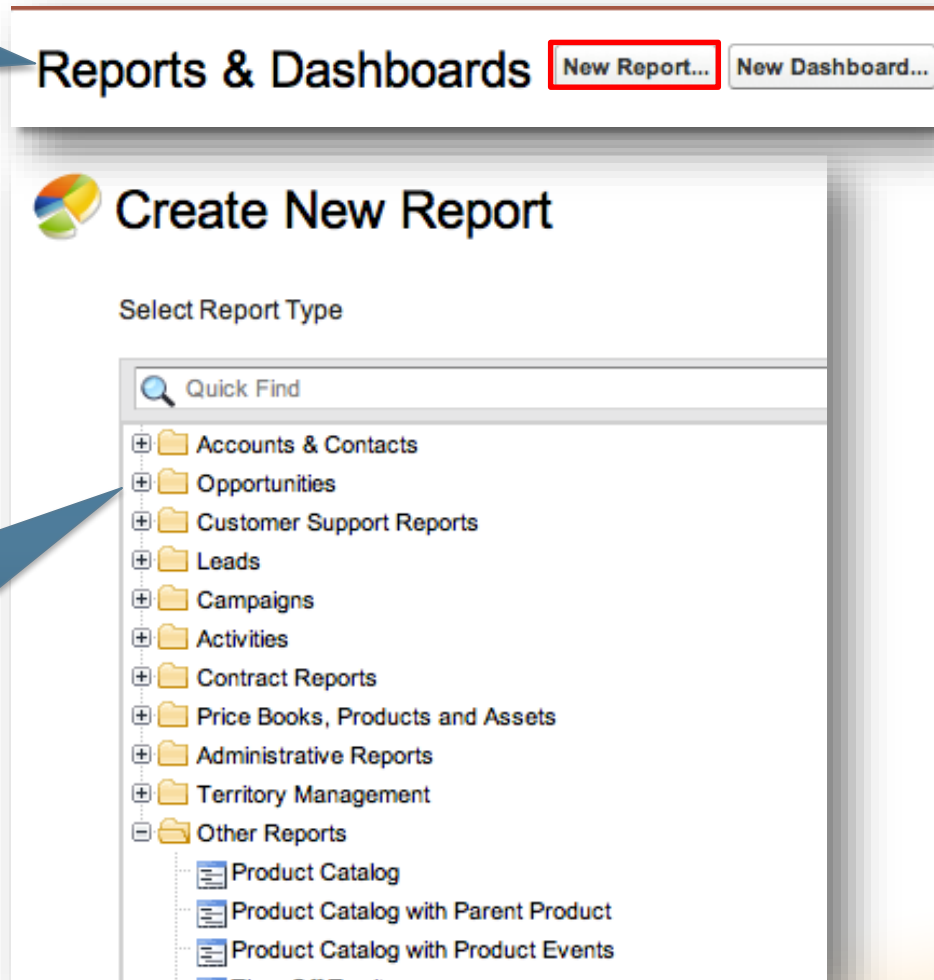 Reports & Dashboards New Report... New Dashboard...
Create New Report
Select Report Type
Quick Find
Accounts & Contacts
Opportunities
Customer Support Reports
Leads
Campaigns
Activities
Contract Reports
Price Books, Products and Assets
Administrative Reports
Territory Management
Other Reports
Product Catalog
Product Catalog with Parent Product
Product Catalog with Product Events